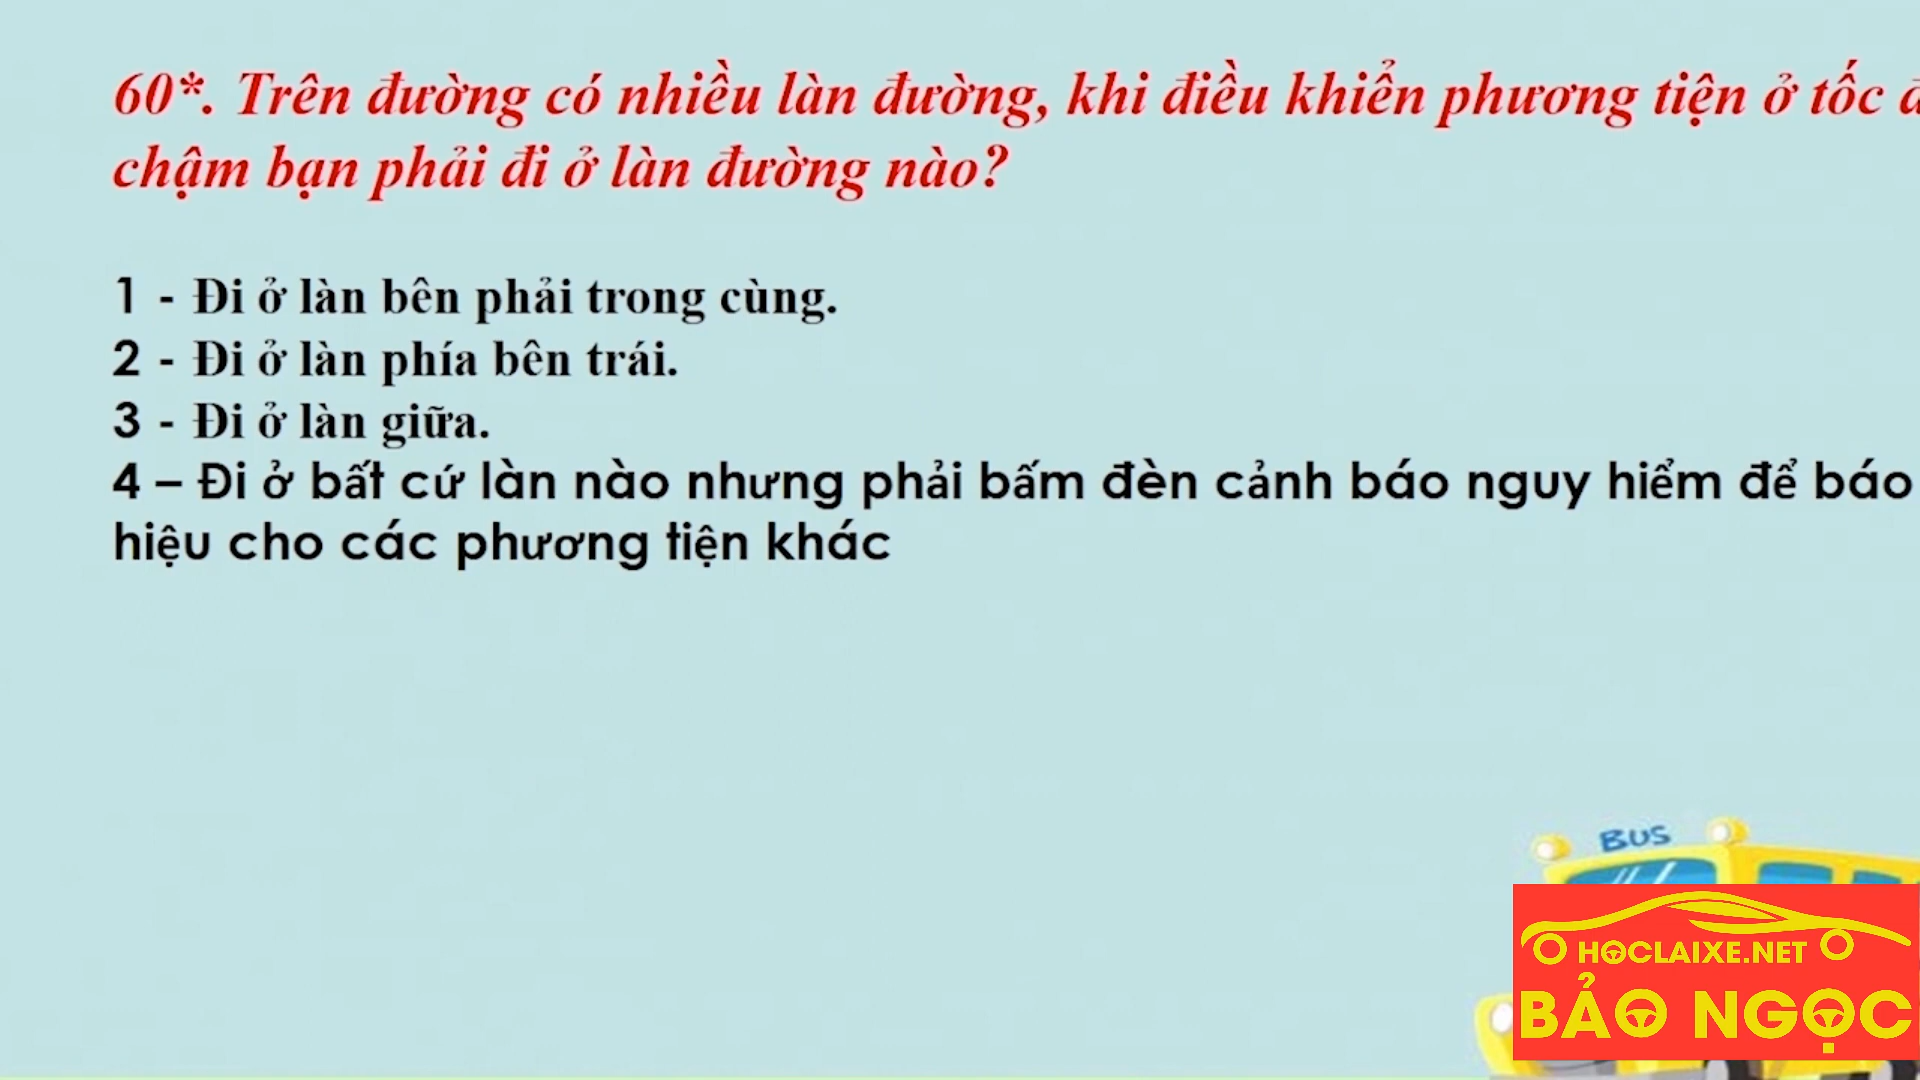 60*. Trên đường có nhiều làn đường, khi điều khiển phương tiện ở tốc
chậm bạn phải đi ở làn đường nào?
1 - Đi ở làn bên phải trong cùng.
2 - Đi ở làn phía bên trái.
3 - Đi ở làn giữa.
4 – Đi ở bất cứ làn nào nhưng phải bấm đèn cảnh báo nguy hiểm để báo
hiệu cho các phương tiện khác
BUS
HỌCLAIXE.NET
BẢO NGỌC